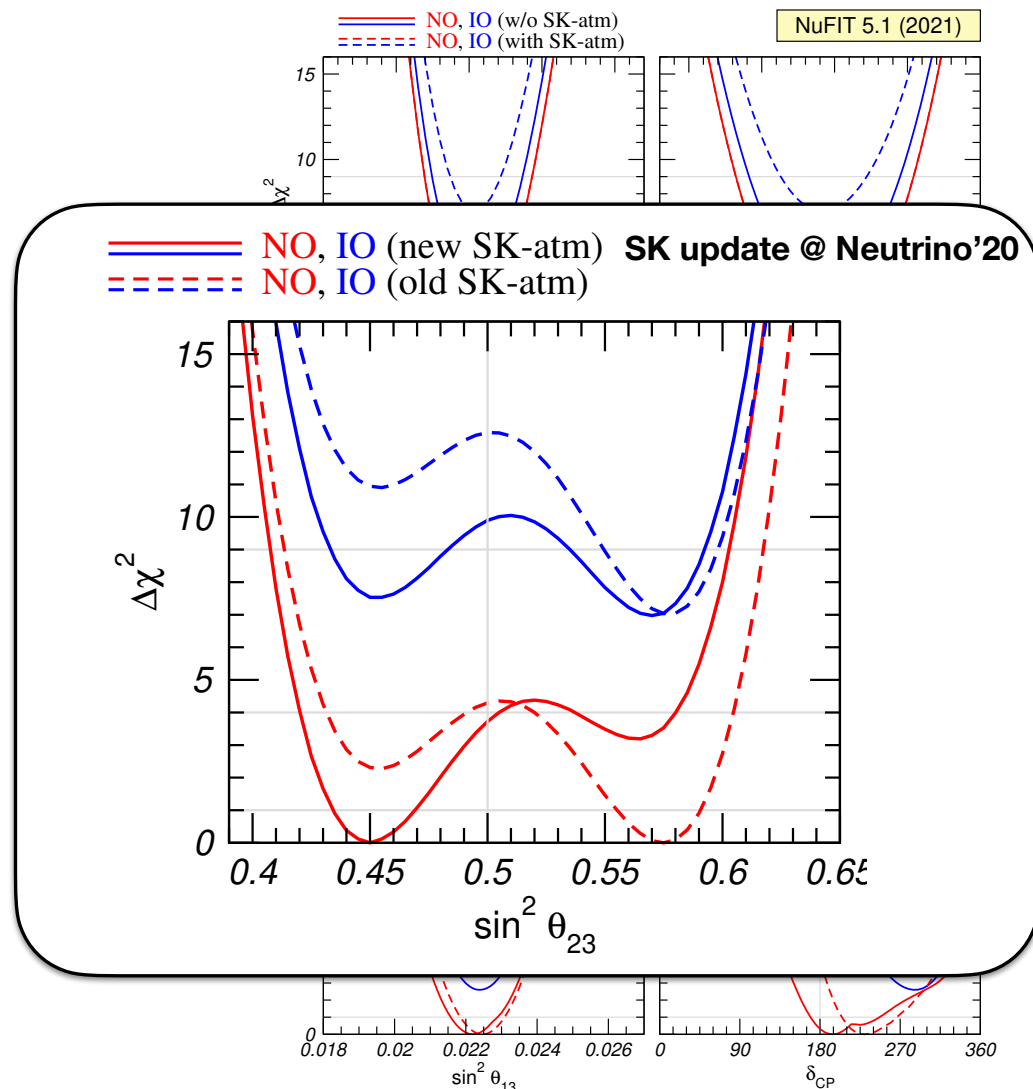 NO, IO (w/o SK-atm)
NO, IO (with SK-atm)
NuFIT 5.1 (2021)
15
10
NO, IO (new SK-atm) SK update @ Neutrino'20
NO, IO (old SK-atm)
15
10
5
0
Δχ²
0.4 0.45 0.5 0.55 0.6 0.65
sin² θ₂₃
0
0.018 0.02 0.022 0.024 0.026
sin² θ₁₃
0 90 180 270 360
δCP